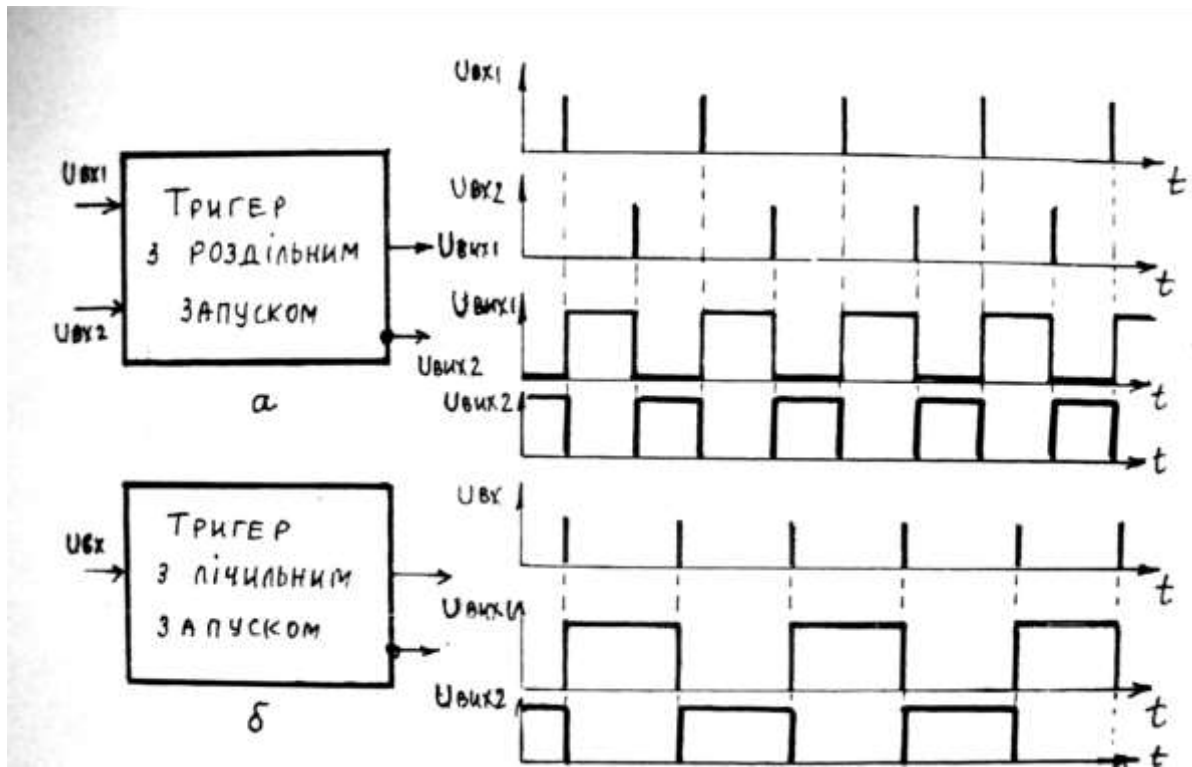 Uвх1
t
Uвх1
Тригер
з роздільним
запуском
Uвх2
Uвих1
Uвх2
Uвих2
а
t
Uвих1
t
Uвих2
t
Uвх
Тригер
з лічильним
запуском
Uвх
t
б
Uвих1
t
Uвих2
t